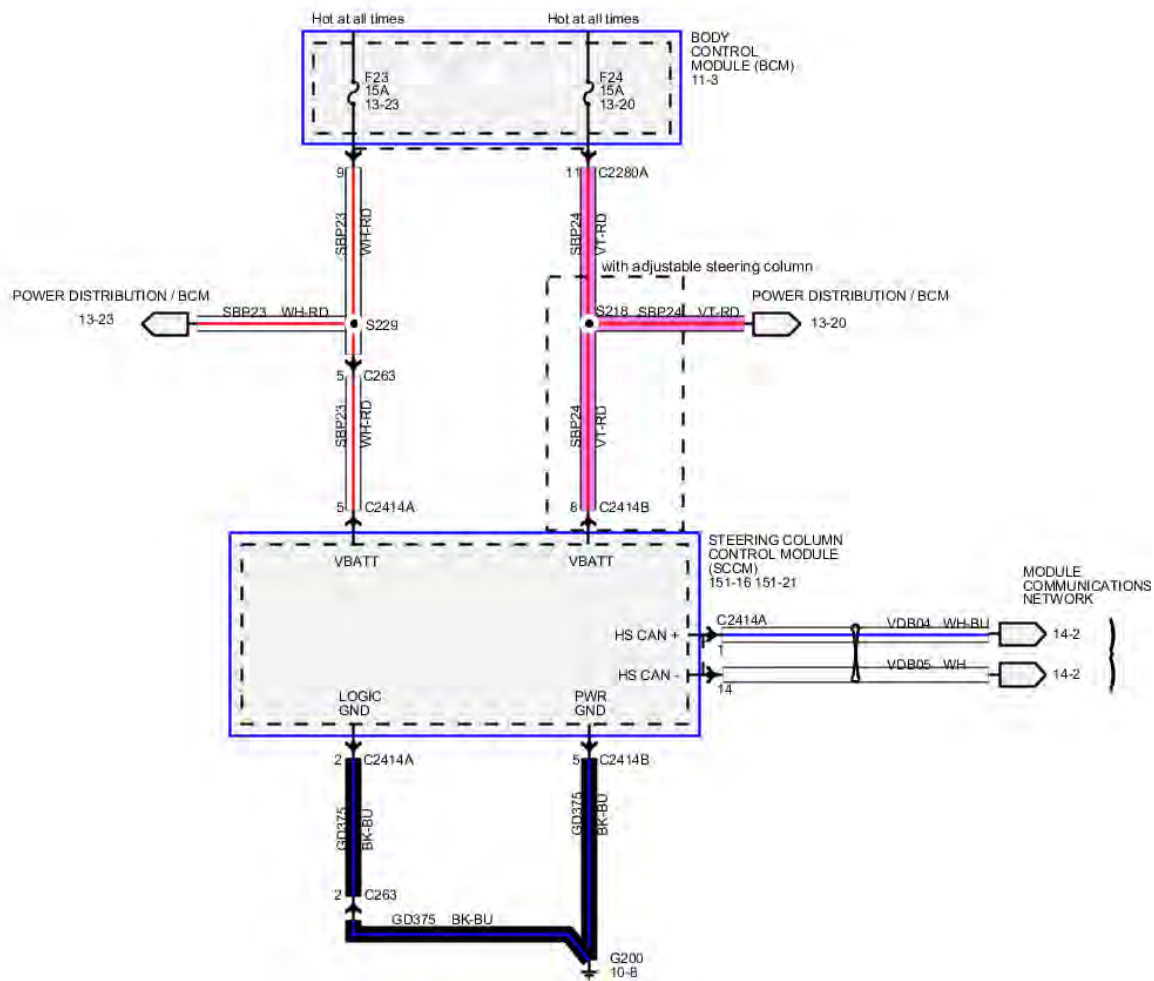 Hot at all times
Hot at all times
BODY
CONTROL
MODULE (BCM)
11-3
F23
15A
13-23
F24
15A
13-20
9
11
C2280A
SBP23
WH-RD
SBP24
VT-RD
with adjustable steering column
POWER DISTRIBUTION / BCM
13-23
SBP23 WH-RD
S229
S218
SBP24 VT-RD
POWER DISTRIBUTION / BCM
13-20
5
C263
SBP23
WH-RD
SBP24
VT-RD
5
C2414A
8
C2414B
VBATT
VBATT
STEERING COLUMN
CONTROL MODULE
(SCCM)
151-16 151-21
MODULE
COMMUNICATIONS
NETWORK
HS CAN +
C2414A
1
VDB04 WH-BU
14-2
HS CAN -
14
VDB05 WH
14-2
LOGIC
GND
PWR
GND
2
C2414A
5
C2414B
GD375
BK-BU
GD375
BK-BU
2
C263
GD375 BK-BU
G200
10-8